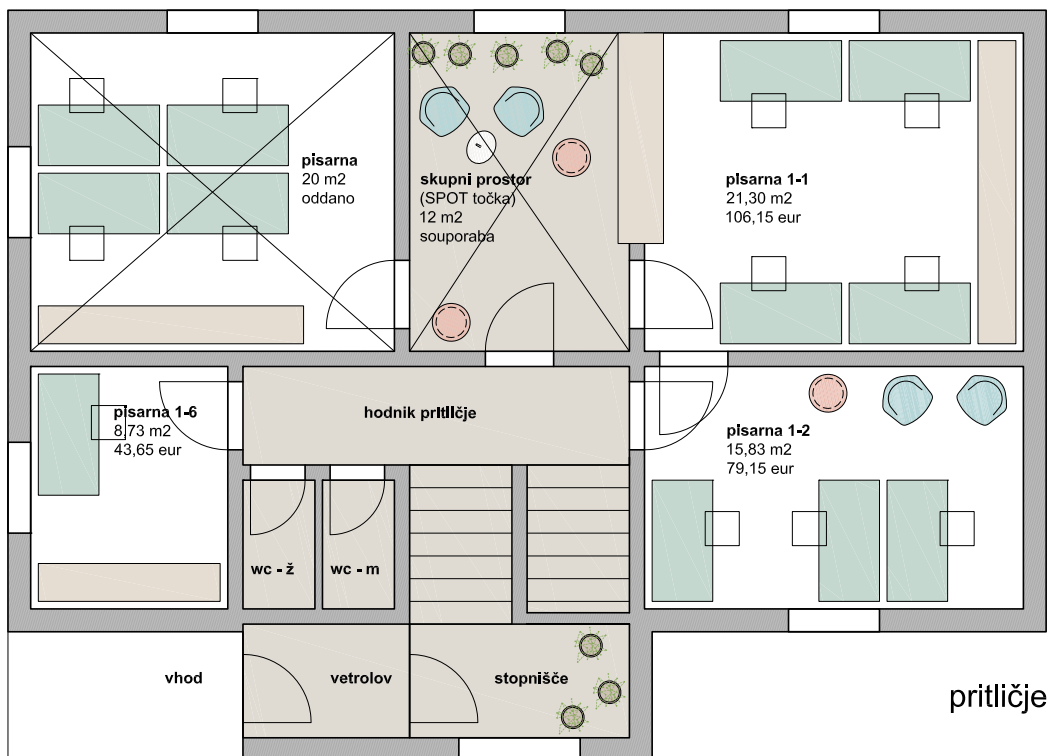 pisarna
20 m2
oddano
skupni prostor
(SPOT točka)
12 m2
souporaba
pisarna 1-1
21,30 m2
106,15 eur
pisarna 1-6
8,73 m2
43,65 eur
hodnik pritličje
pisarna 1-2
15,83 m2
79,15 eur
wc - ž
wc - m
vhod
vetrolov
stopnišče
pritličje